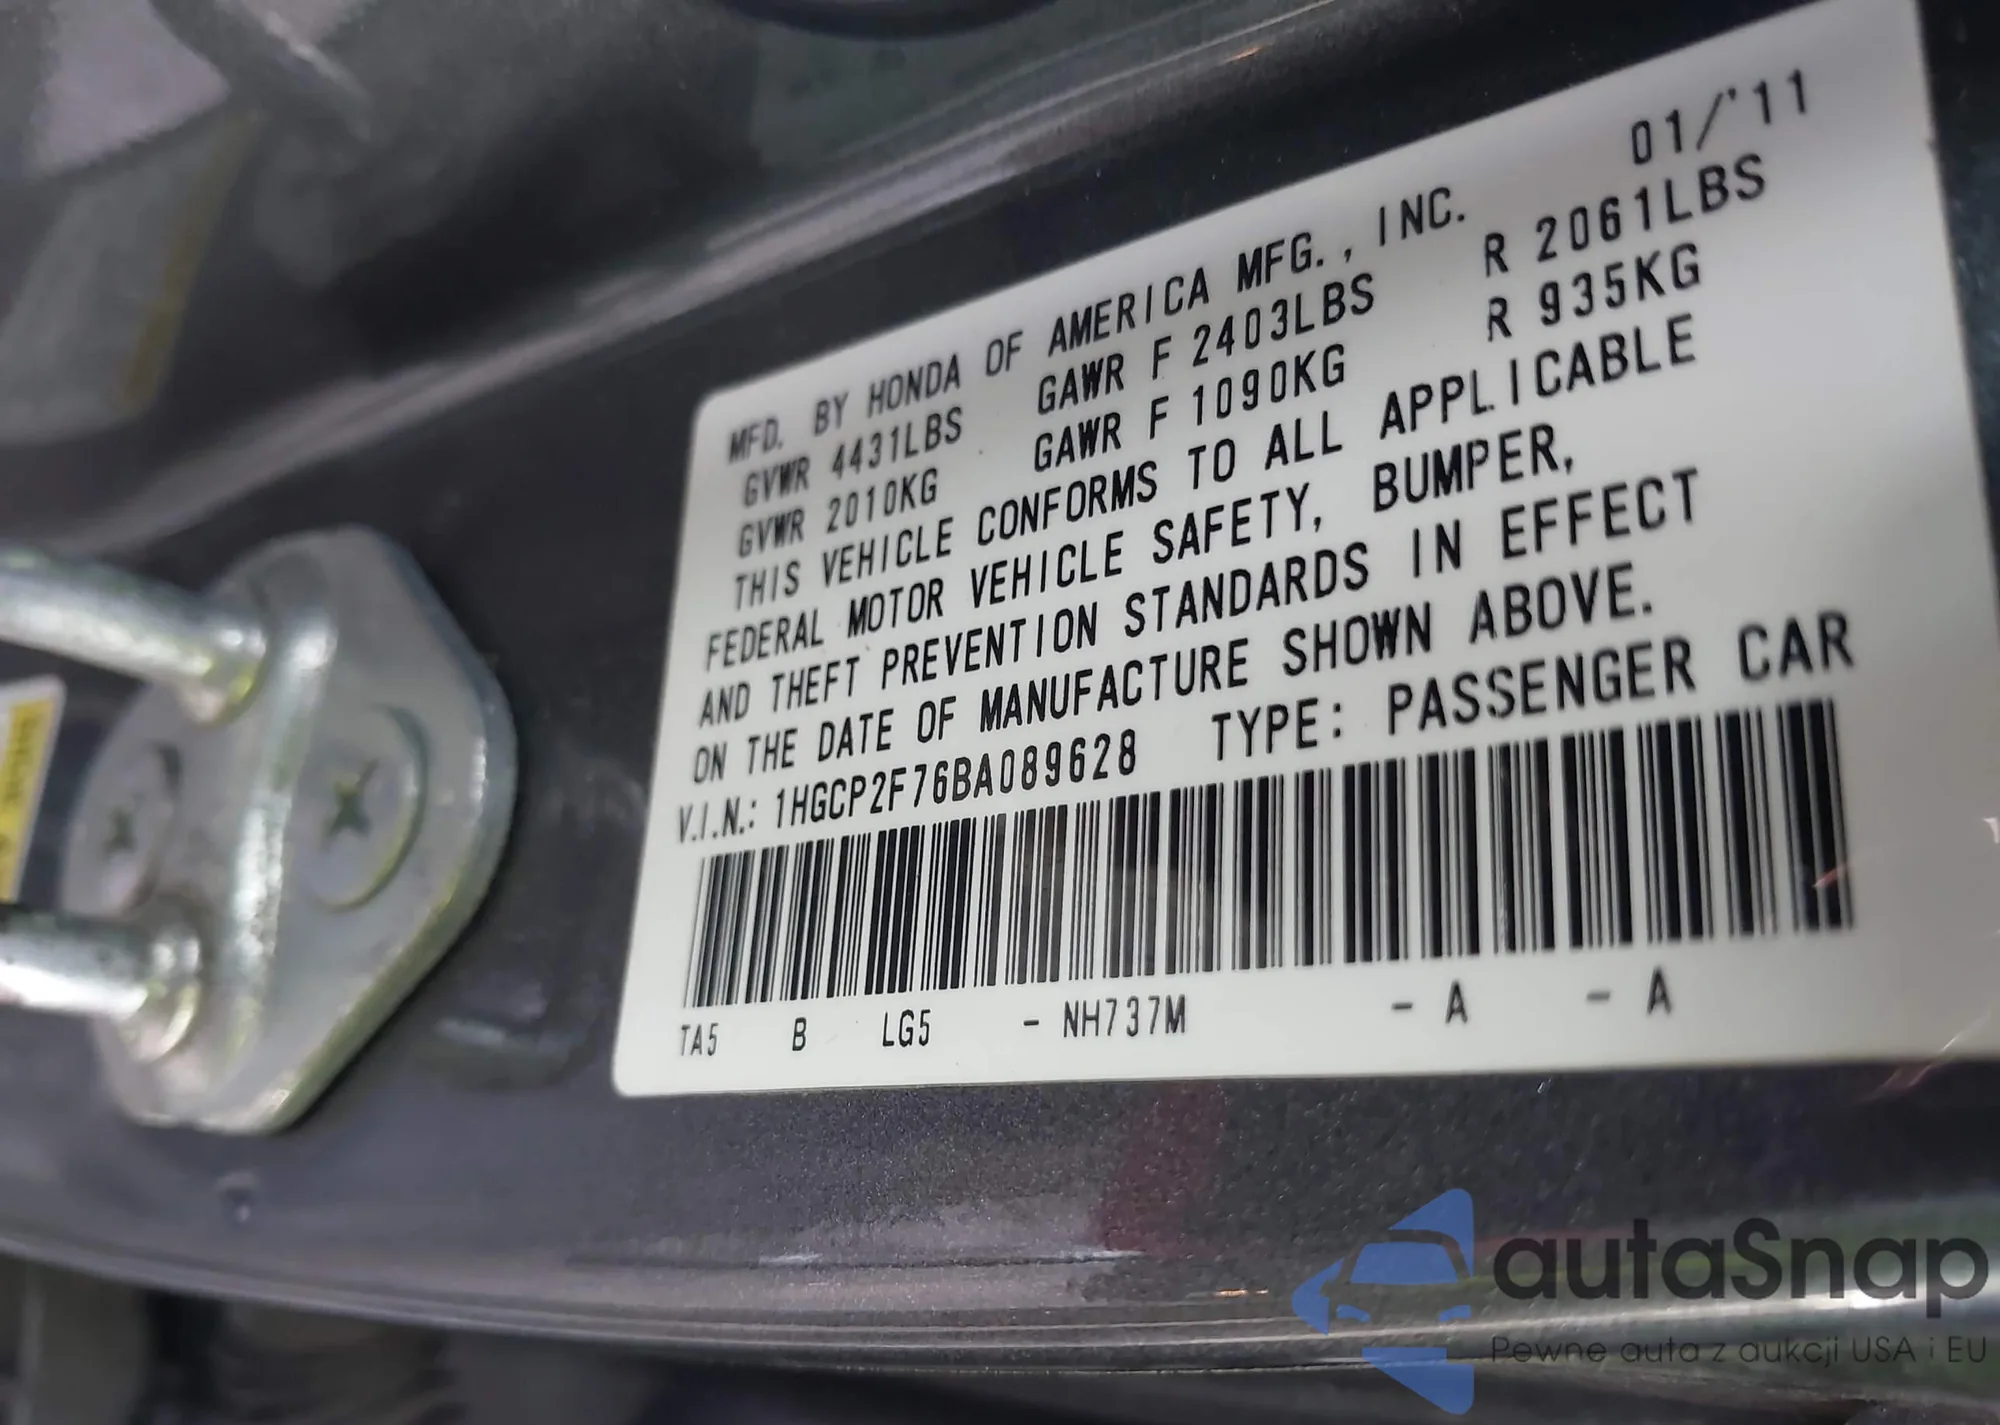 01/'11
MFD. BY HONDA OF AMERICA MFG., INC.
GVWR 4431LBS GAWR F 2403LBS R 2061LBS
GVWR 2010KG GAWR F 1090KG R 935KG
THIS VEHICLE CONFORMS TO ALL APPLICABLE
FEDERAL MOTOR VEHICLE SAFETY, BUMPER,
AND THEFT PREVENTION STANDARDS IN EFFECT
ON THE DATE OF MANUFACTURE SHOWN ABOVE.
V.I.N.: 1HGCP2F76BA089628 TYPE: PASSENGER CAR
TA5 B LG5 - NH737M - A - A
autaSnap
Pewne auta z aukcji USA i EU